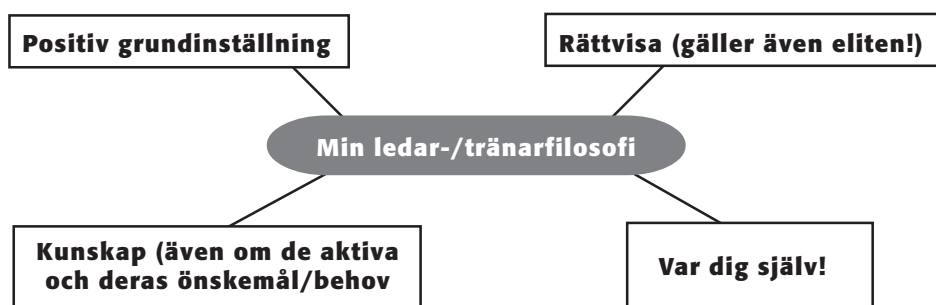 Positiv grundinställning
Rättvisa (gäller även eliten!)
Min ledar-/tränarfilosofi
Kunskap (även om de aktiva
och deras önskemål/behov
Var dig själv!